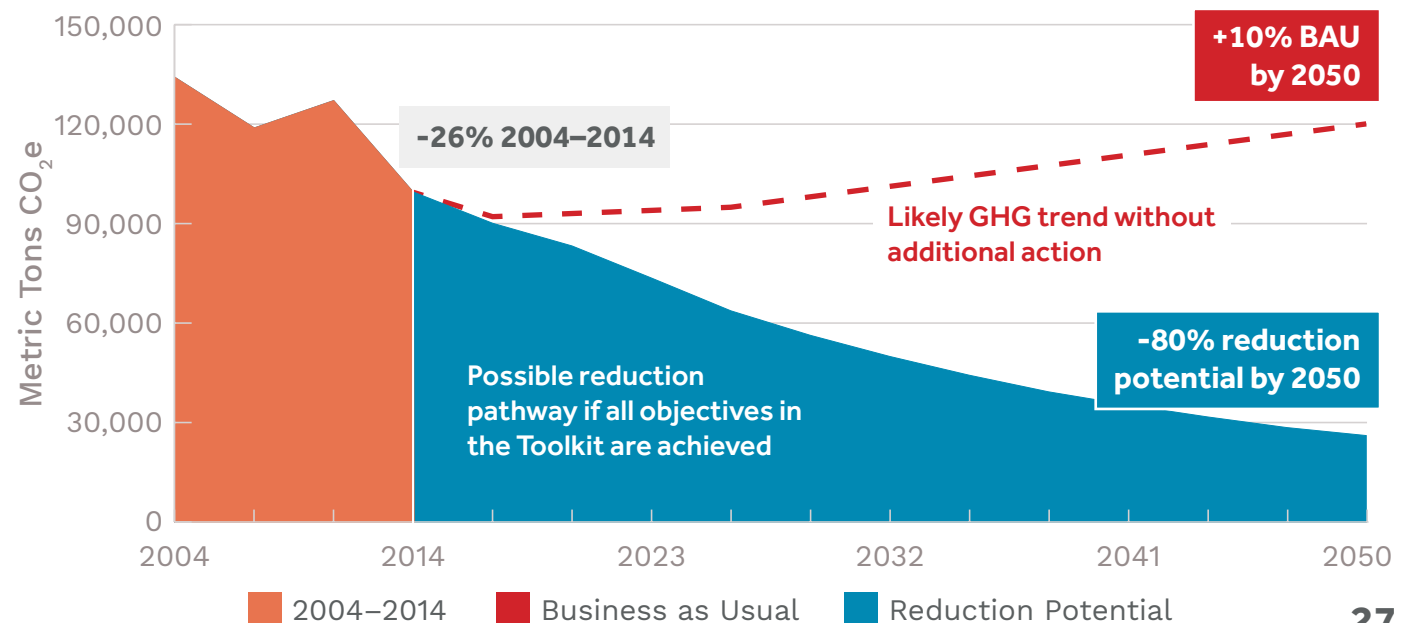 150,000
120,000
90,000
60,000
30,000
0
Metric Tons CO₂e
+10% BAU
by 2050
-26% 2004–2014
Likely GHG trend without
additional action
-80% reduction
potential by 2050
Possible reduction
pathway if all objectives in
the Toolkit are achieved
2004 2014 2023 2032 2041 2050
2004–2014 Business as Usual Reduction Potential
27